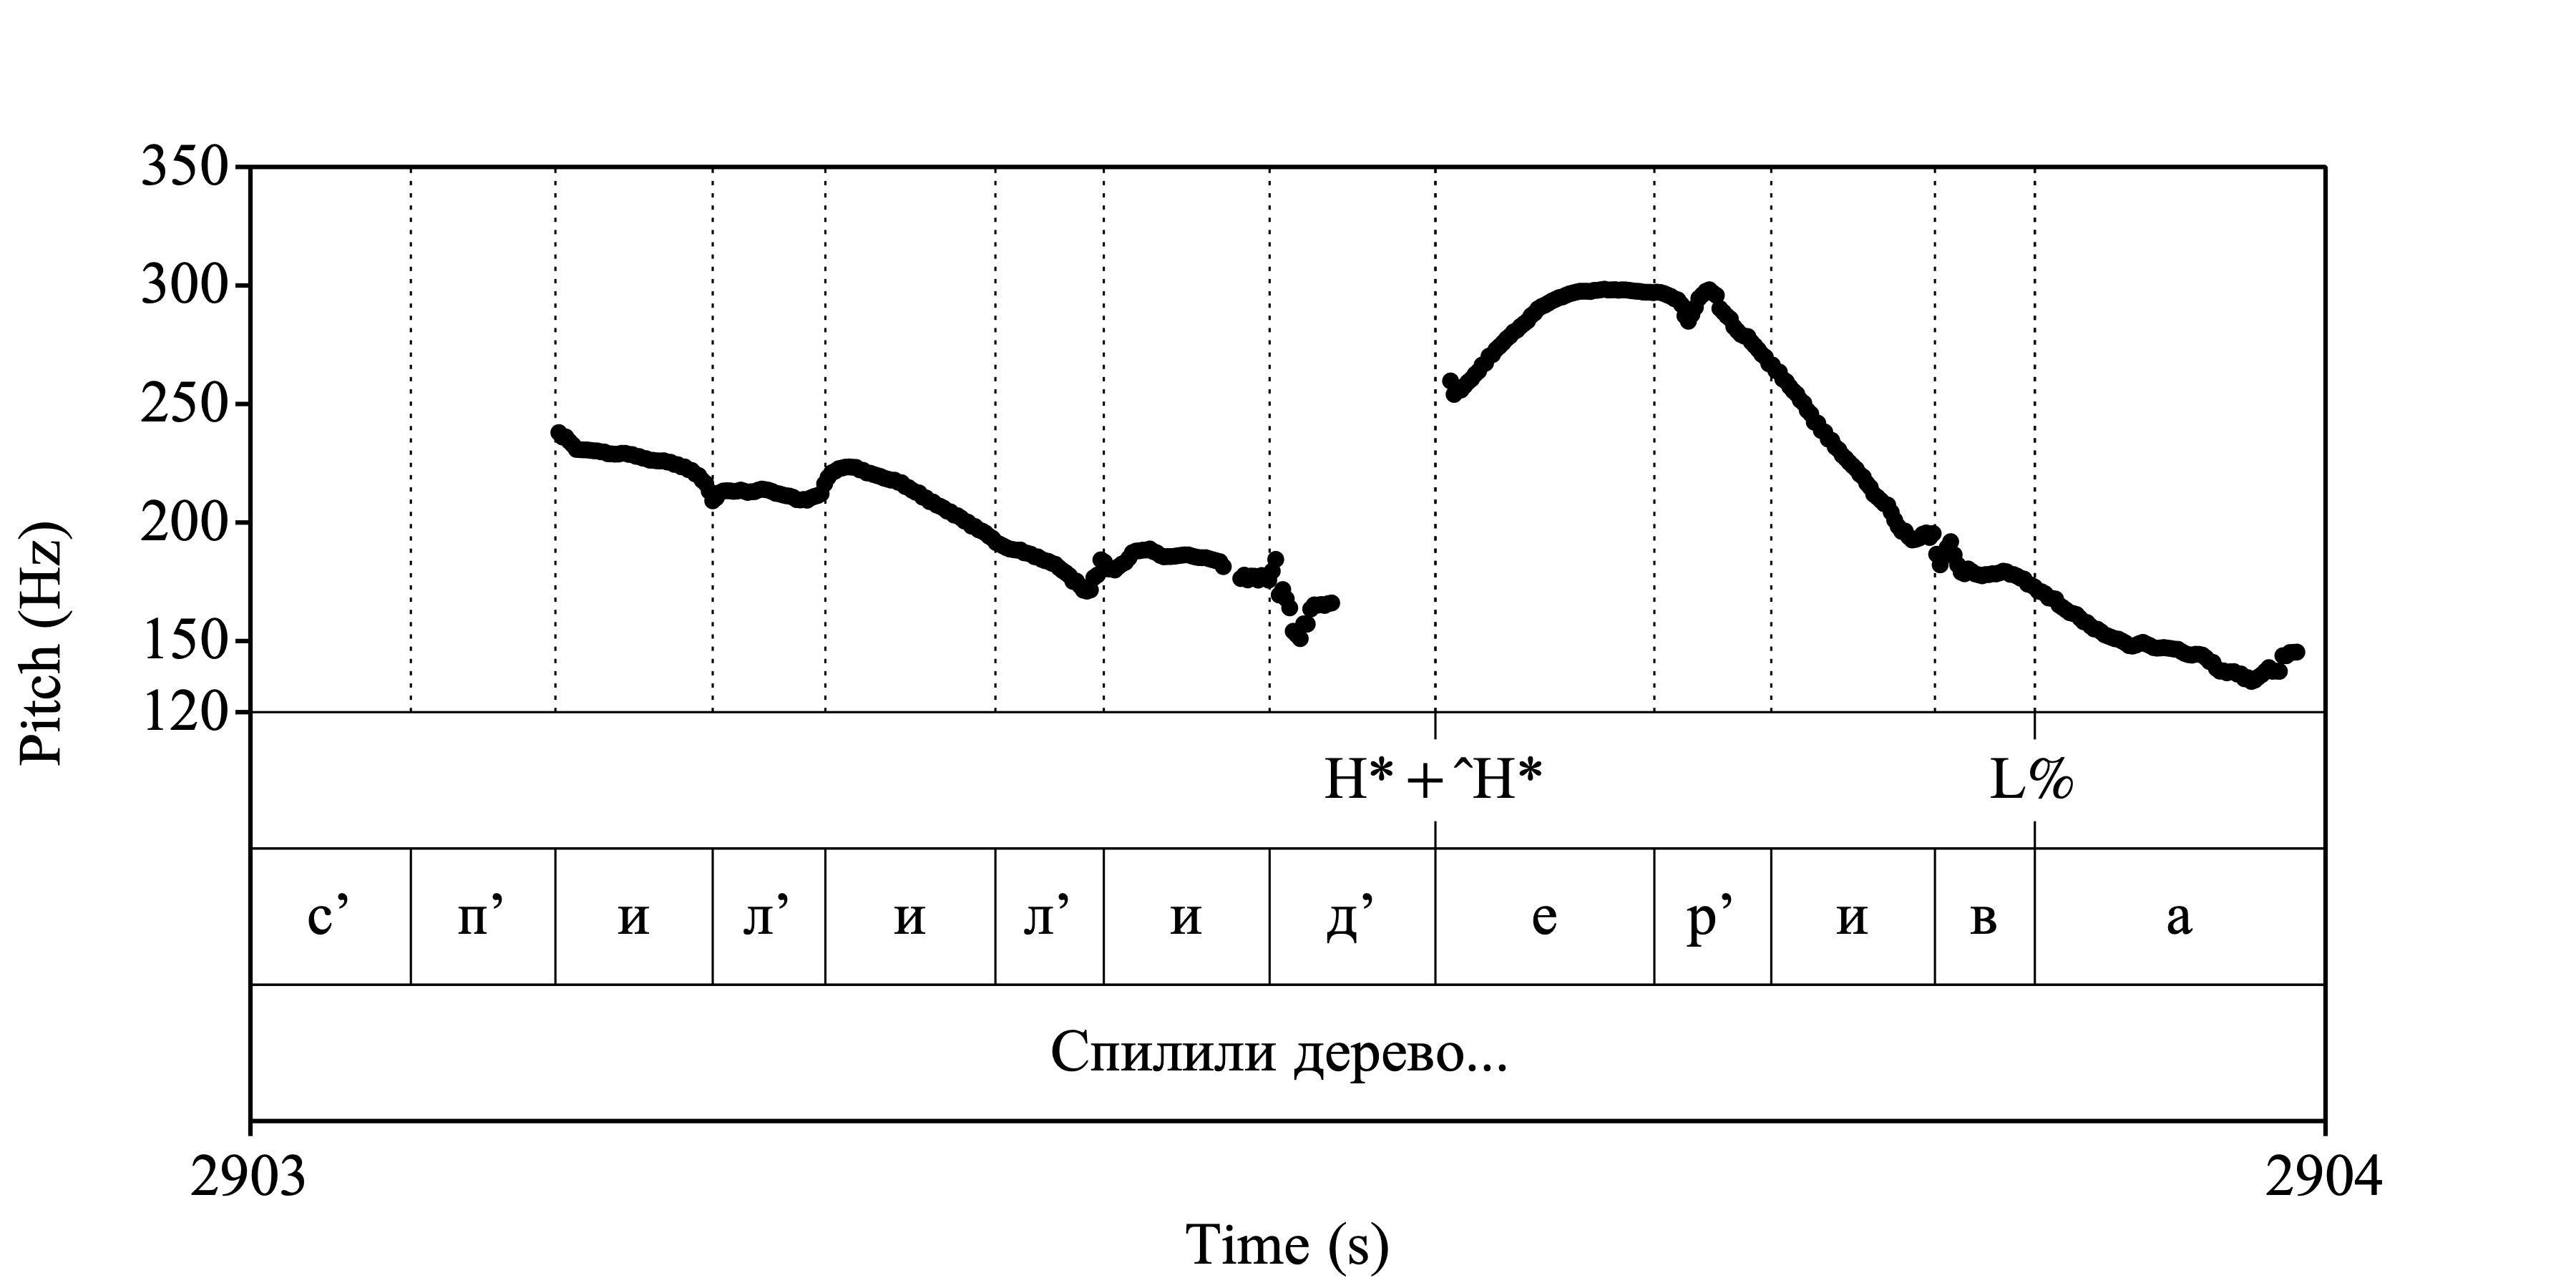 350
300
250
200
150
120
Pitch (Hz)
H* + ˆH* L%
с’ п’ и л’ и л’ и д’ е р’ и в а
Спилили дерево...
2903 2904
Time (s)